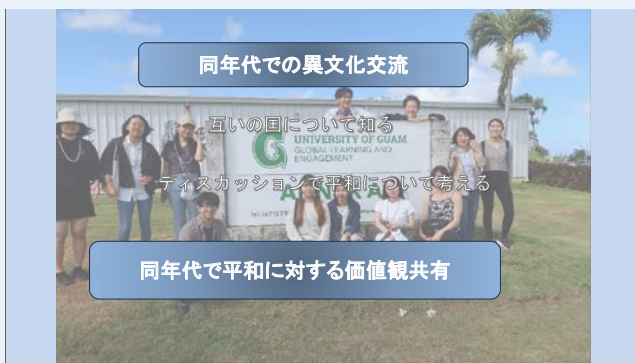 同年代での異文化交流
互いの国について知る
G
UNIVERSITY OF GUAM
GLOBAL LEARNING AND
ENGAGEMENT
ディスカッションで平和について考える
同年代で平和に対する価値観共有